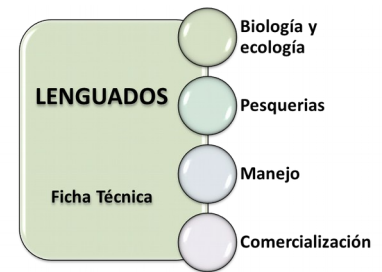 LENGUADOS
Ficha Técnica
Biología y
ecología
Pesquerias
Manejo
Comercialización